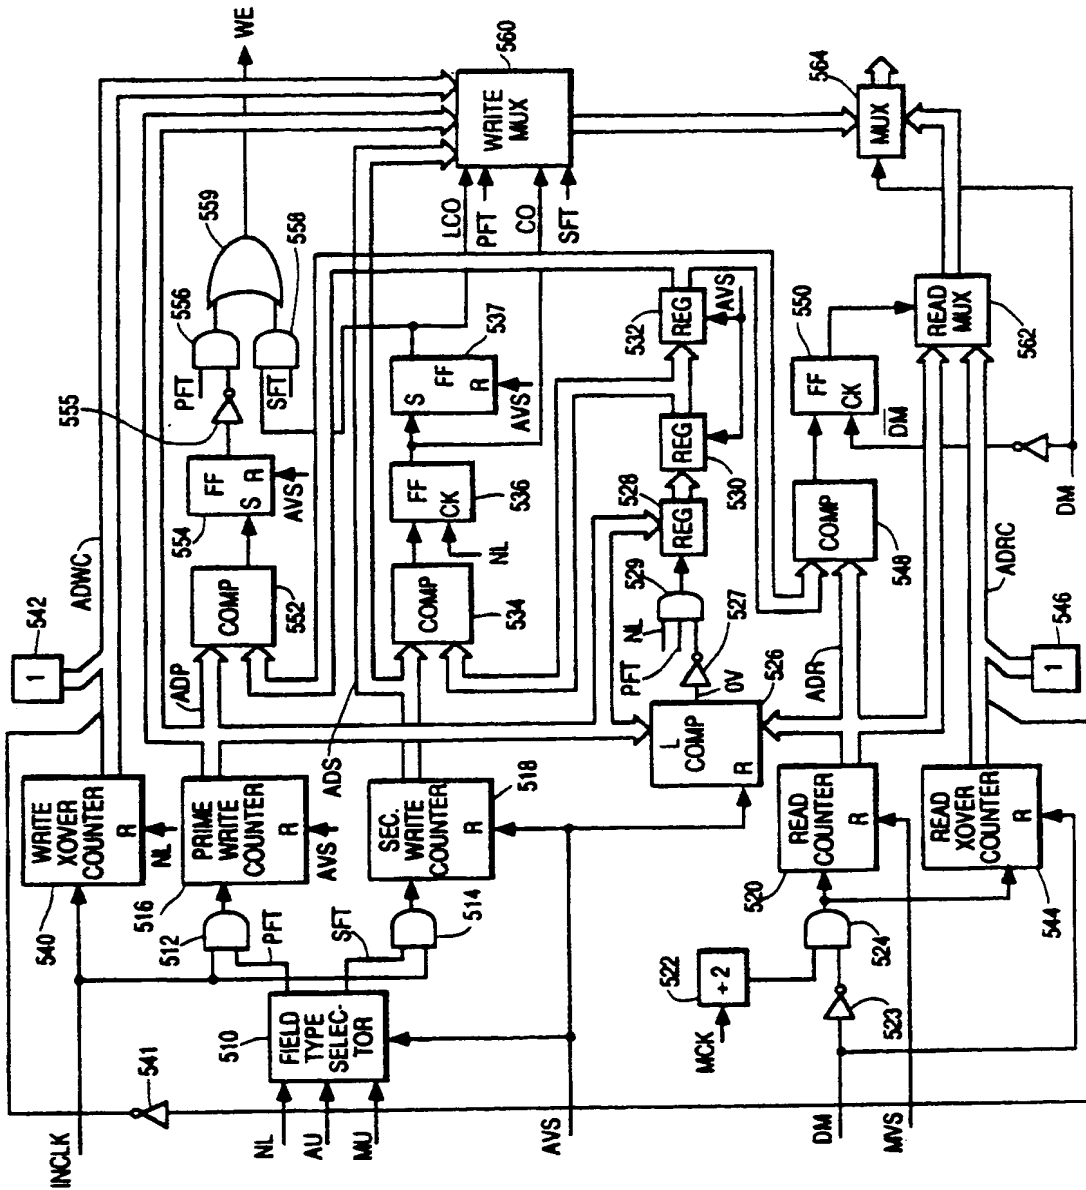 INCLK
541
540
WRITE
XOVER
COUNTER
R
NL
542
1
ADWC
555
WE
512
516
PRIME
WRITE
COUNTER
R
AVS
ADP
COMP
552
554
FF
S
R
AVS
PFT
556
559
SFT
558
510
FIELD
TYPE
SELEC-
TOR
NL
AU
MU
PFT
SFT
514
SEC.
WRITE
COUNTER
R
518
ADS
COMP
534
FF
CK
536
NL
S
FF
R
537
AVS
LCO
PFT
CO
SFT
WRITE
MUX
560
AVS
L
COMP
R
526
OV
527
NL
PFT
529
528
REG
REG
530
532
REG
AVS
MCK
522
÷ 2
523
524
520
READ
COUNTER
R
ADR
COMP
548
FF
CK
550
DM
564
MUX
DM
MVS
544
READ
XOVER
COUNTER
R
546
1
ADRC
READ
MUX
562
DM